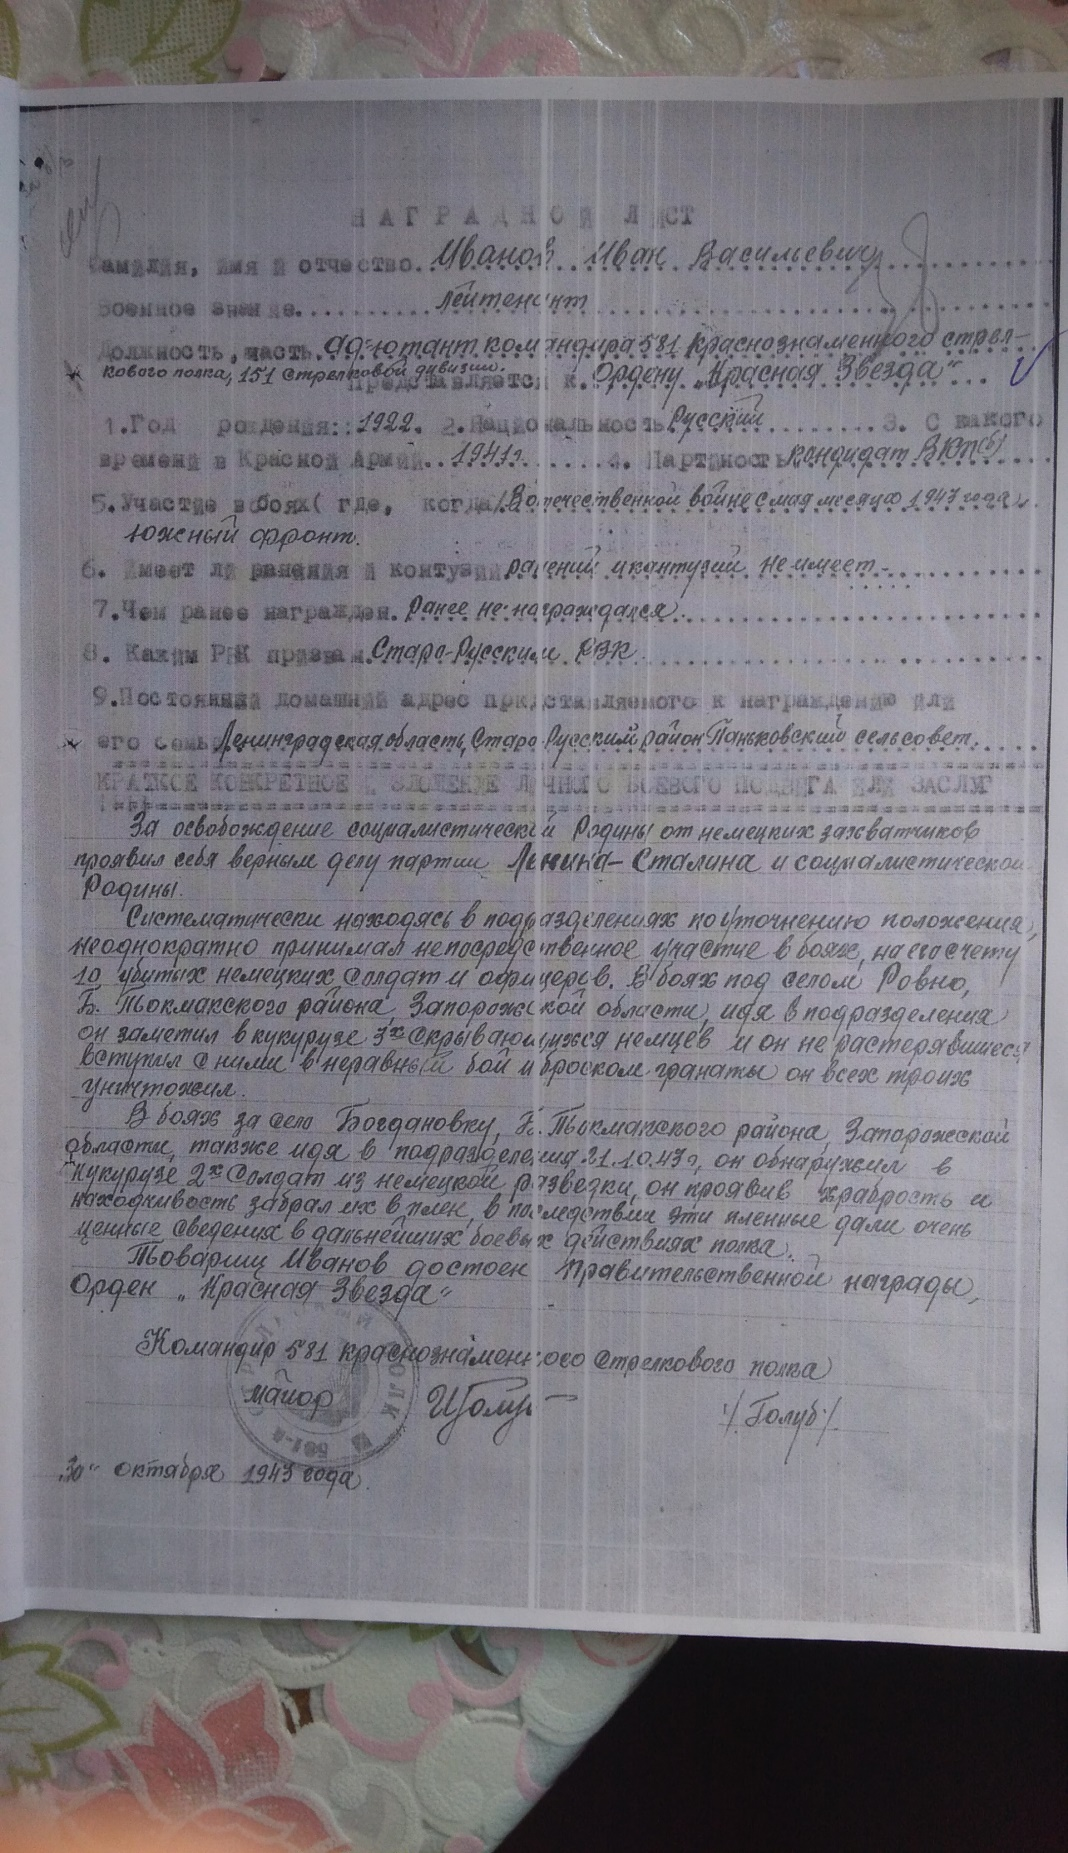 НАГРАДНОЙ ЛИСТ
Фамилия, имя и отчество. Иванов Иван Васильевич
Военное звание. лейтенант
Должность, часть. адъютант командира 581 краснознаменного стрел-
кового полка, 151 стрелковой дивизии.
Представляется к. Ордену „Красная Звезда“
1. Год рождения: 1922. 2. Национальность Русский 3. С какого
времени в Красной Армии. 1941 г. 4. Партийность кандидат ВКП(б)
5. Участие в боях ( где, когда/. В отечественной войне с мая месяца 1943 года,
южный фронт.
6. Имеет ли ранения и контузии ранений и кантузий не имеет-
7. Чем ранее награжден. Ранее не награждался.
8. Каким РВК призван. Старо-Русским РВК.
9. Постоянный домашний адрес представляемого к награждению или
его семьи Ленинградская область, Старо-Русский район Паньковский сельсовет.
КРАТКОЕ КОНКРЕТНОЕ ИЗЛОЖЕНИЕ ЛИЧНОГО БОЕВОГО ПОДВИГА ИЛИ ЗАСЛУГ
За освобождение социалистической Родины от немецких захватчиков
проявил себя верным делу партии Ленина-Сталина и социалистической
Родины.
Систематически находясь в подразделениях по уточнению положения,
неоднократно принимал непосредственное участие в боях, на его счету
10 убитых немецких солдат и офицеров. В боях под селом Ровно,
Б. Токмакского района, Запорожской области, идя в подразделения
он заметил в кукурузе 3х скрывающихся немцев и он не растерявшись
вступил с ними в неравный бой и броском гранаты он всех троих
уничтожил.
В боях за село Богдановку, Б. Токмакского района, Запорожской
области, также идя в подразделения 21.10.43 г, он обнаружил в
кукурузе 2х солдат из немецкой разведки, он проявив храбрость и
находчивость забрал их в плен, в последствии эти пленные дали очень
ценные сведения в дальнейших боевых действиях полка.
Товарищ Иванов достоен Правительственной награды,
Орден „Красная Звезда“
Командир 581 краснознаменного стрелкового полка
майор /Голуб/
„30“ октября 1943 года.